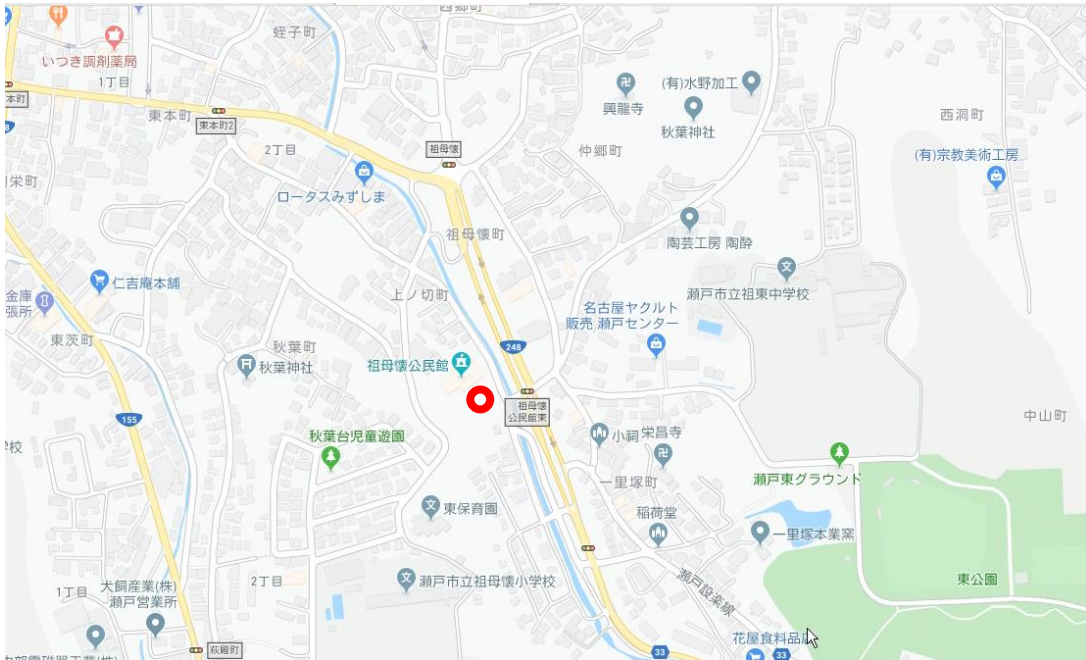 西郷町
蛭子町
いつき調剤薬局
1丁目
本町
東本町
東本町2
2丁目
祖母懐
興龍寺
(有)水野加工
秋葉神社
仲郷町
西洞町
(有)宗教美術工房
栄町
ロータスみずしま
祖母懐町
陶芸工房 陶酔
瀬戸市立祖東中学校
仁吉庵本舗
金庫
張所
上ノ切町
名古屋ヤクルト
販売 瀬戸センター
東茨町
秋葉町
秋葉神社
248
祖母懐公民館
祖母懐
公民館東
155
中山町
学校
秋葉台児童遊園
小祠
栄昌寺
瀬戸東グラウンド
一里塚町
東保育園
稲荷堂
一里塚本業窯
瀬戸市立祖母懐小学校
瀬戸設楽線
東公園
1丁目
犬飼産業(株)
瀬戸営業所
2丁目
花屋食料品店
萩殿町
33
33